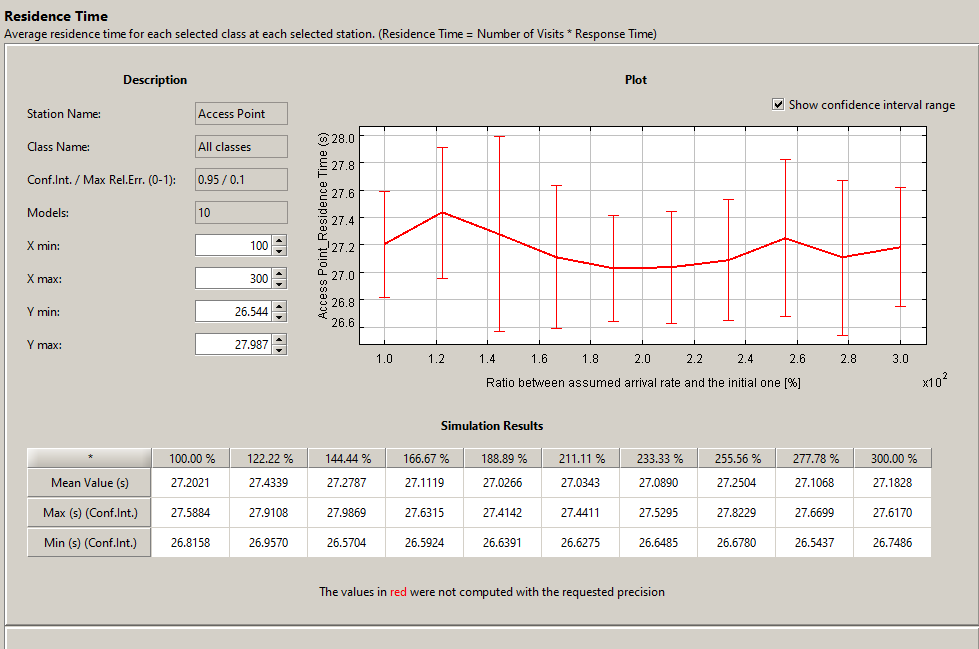 Residence Time
Average residence time for each selected class at each selected station. (Residence Time = Number of Visits * Response Time)
Description
Station Name: Access Point
Class Name: All classes
Conf.Int. / Max Rel.Err. (0-1): 0.95 / 0.1
Models: 10
X min: 100
X max: 300
Y min: 26.544
Y max: 27.987
Plot
Show confidence interval range
Access Point_Residence Time (s)
28.0
27.8
27.6
27.4
27.2
27.0
26.8
26.6
1.0 1.2 1.4 1.6 1.8 2.0 2.2 2.4 2.6 2.8 3.0
Ratio between assumed arrival rate and the initial one [%]
x10^2
Simulation Results
* 100.00 % 122.22 % 144.44 % 166.67 % 188.89 % 211.11 % 233.33 % 255.56 % 277.78 % 300.00 %
Mean Value (s) 27.2021 27.4339 27.2787 27.1119 27.0266 27.0343 27.0890 27.2504 27.1068 27.1828
Max (s) (Conf.Int.) 27.5884 27.9108 27.9869 27.6315 27.4142 27.4411 27.5295 27.8229 27.6699 27.6170
Min (s) (Conf.Int.) 26.8158 26.9570 26.5704 26.5924 26.6391 26.6275 26.6485 26.6780 26.5437 26.7486
The values in red were not computed with the requested precision